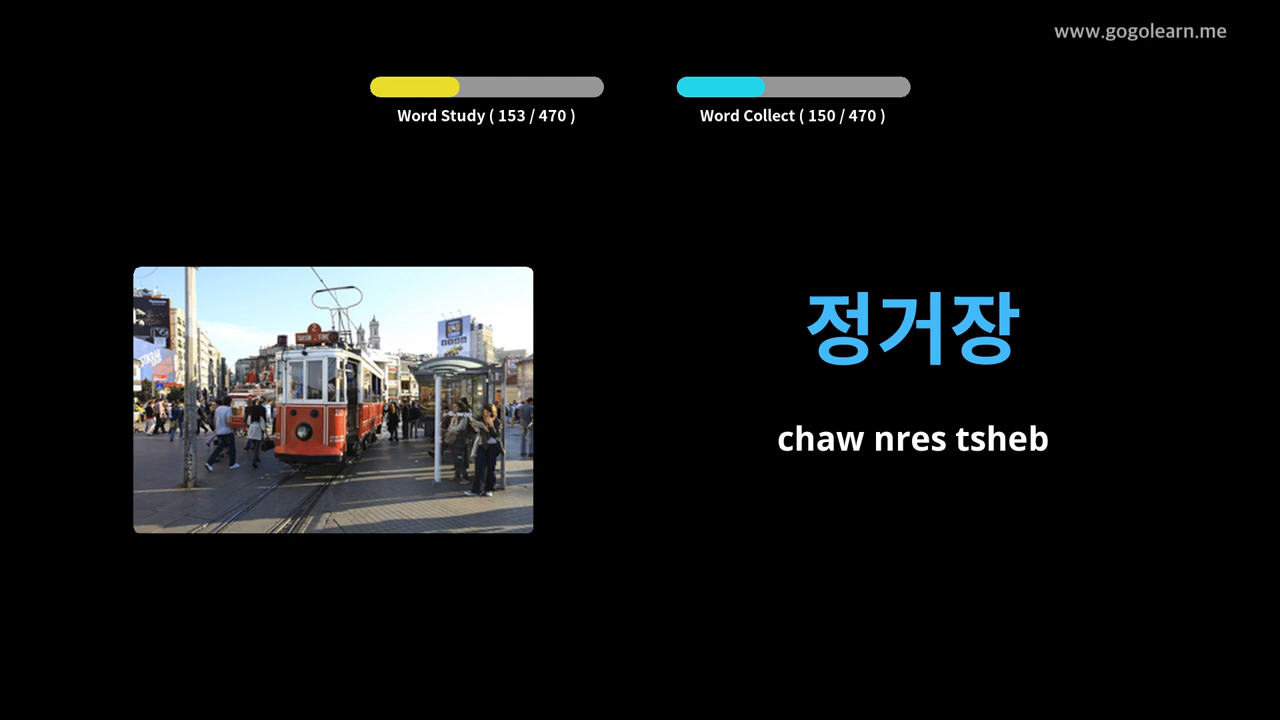 www.gogolearn.me
Word Study ( 153 / 470 )
Word Collect ( 150 / 470 )
정거장
chaw nres tsheb